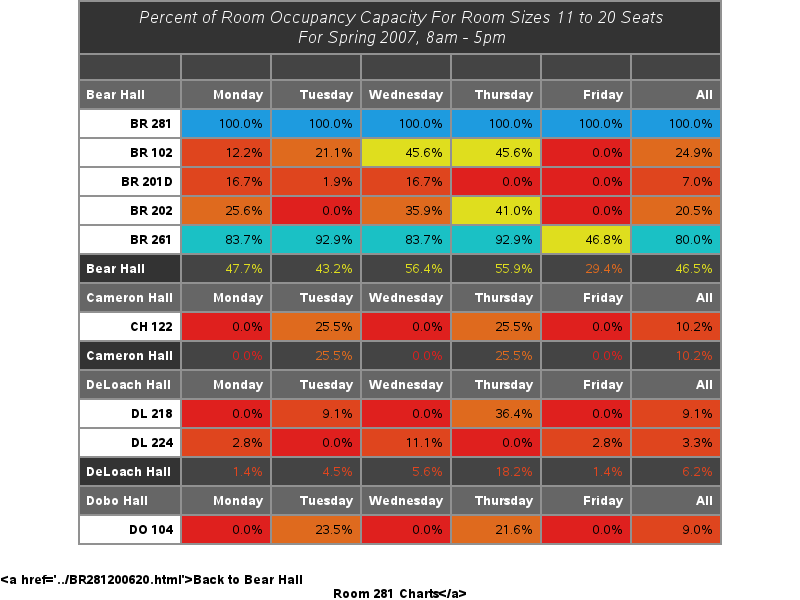 Percent of Room Occupancy Capacity For Room Sizes 11 to 20 Seats
For Spring 2007, 8am - 5pm
Bear Hall Monday Tuesday Wednesday Thursday Friday All
BR 281 100.0% 100.0% 100.0% 100.0% 100.0% 100.0%
BR 102 12.2% 21.1% 45.6% 45.6% 0.0% 24.9%
BR 201D 16.7% 1.9% 16.7% 0.0% 0.0% 7.0%
BR 202 25.6% 0.0% 35.9% 41.0% 0.0% 20.5%
BR 261 83.7% 92.9% 83.7% 92.9% 46.8% 80.0%
Bear Hall 47.7% 43.2% 56.4% 55.9% 29.4% 46.5%
Cameron Hall Monday Tuesday Wednesday Thursday Friday All
CH 122 0.0% 25.5% 0.0% 25.5% 0.0% 10.2%
Cameron Hall 0.0% 25.5% 0.0% 25.5% 0.0% 10.2%
DeLoach Hall Monday Tuesday Wednesday Thursday Friday All
DL 218 0.0% 9.1% 0.0% 36.4% 0.0% 9.1%
DL 224 2.8% 0.0% 11.1% 0.0% 2.8% 3.3%
DeLoach Hall 1.4% 4.5% 5.6% 18.2% 1.4% 6.2%
Dobo Hall Monday Tuesday Wednesday Thursday Friday All
DO 104 0.0% 23.5% 0.0% 21.6% 0.0% 9.0%
<a href='../BR281200620.html'>Back to Bear Hall
Room 281 Charts</a>